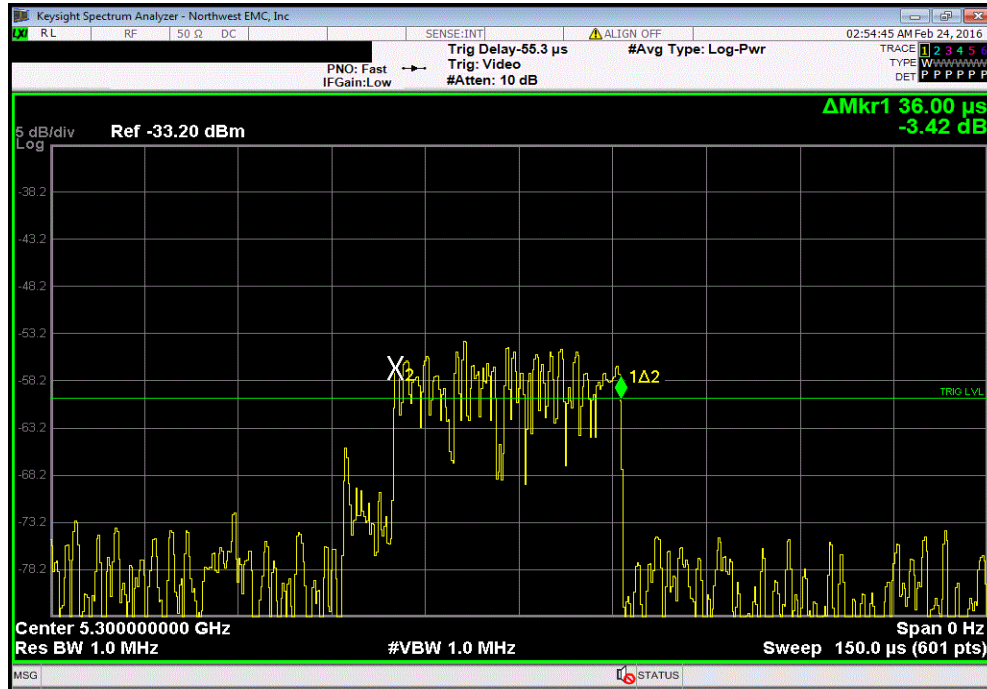 Keysight Spectrum Analyzer - Northwest EMC, Inc
LXI RL RF 50 Ω DC SENSE:INT ALIGN OFF 02:54:45 AM Feb 24, 2016
Trig Delay-55.3 µs #Avg Type: Log-Pwr TRACE 1 2 3 4 5 6
PNO: Fast Trig: Video TYPE WWWWWW
IFGain:Low #Atten: 10 dB DET P P P P P P
ΔMkr1 36.00 µs
-3.42 dB
5 dB/div Ref -33.20 dBm
Log
-38.2
-43.2
-48.2
-53.2
-58.2
X2
1Δ2
TRIG LVL
-63.2
-68.2
-73.2
-78.2
Center 5.300000000 GHz Span 0 Hz
Res BW 1.0 MHz #VBW 1.0 MHz Sweep 150.0 µs (601 pts)
MSG STATUS